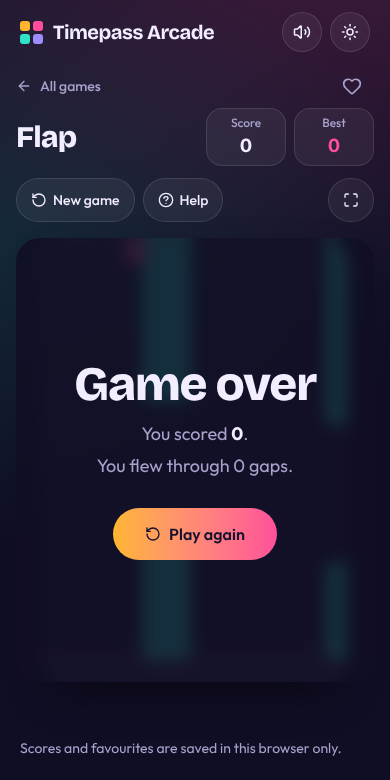 Timepass Arcade
All games
Flap
Score
0
Best
0
New game
Help
Game over
You scored 0.
You flew through 0 gaps.
Play again
Scores and favourites are saved in this browser only.